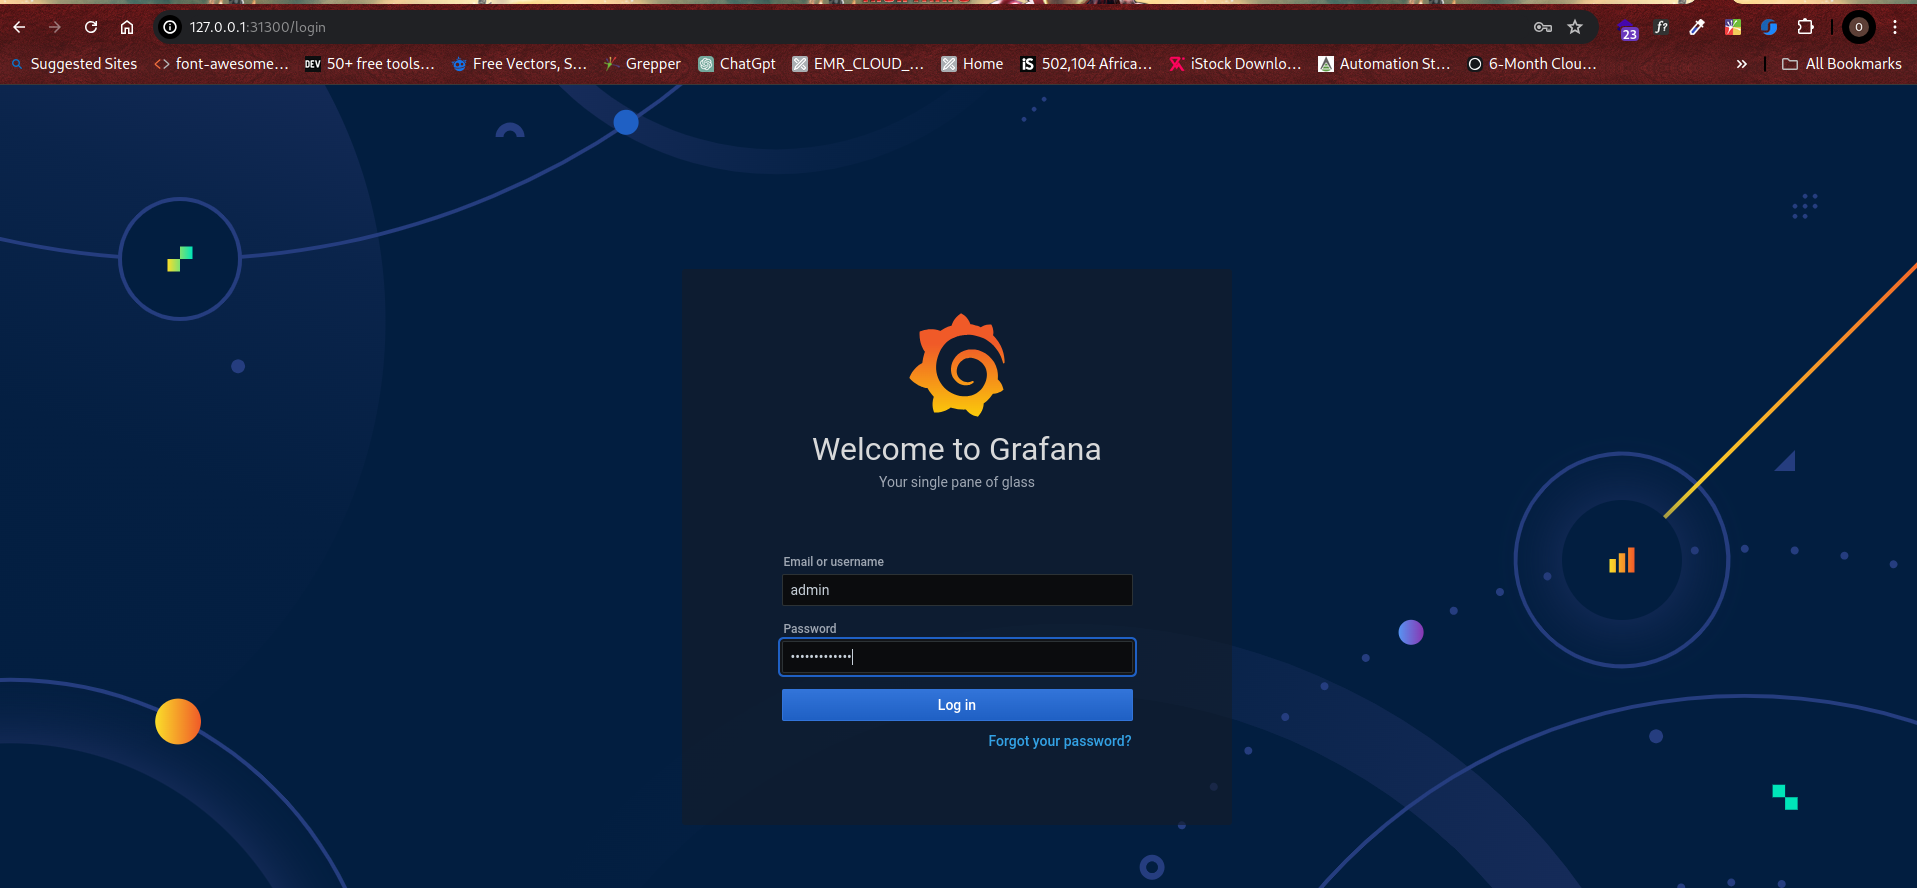 127.0.0.1:31300/login
23
f?
O
Suggested Sites
<> font-awesome...
DEV 50+ free tools...
Free Vectors, S...
Grepper
ChatGpt
EMR_CLOUD_...
Home
iS 502,104 Africa...
iStock Downlo...
Automation St...
6-Month Clou...
»
All Bookmarks
Welcome to Grafana
Your single pane of glass
Email or username
admin
Password
•••••••••••••
Log in
Forgot your password?